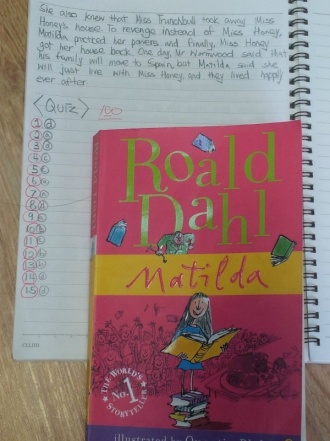 She also knew that Miss Trunchbull took away Miss
Honey's house. To revenge instead of Miss Honey,
Matilda practiced her powers and finally, Miss Honey
got her house back. One day, Mr Wormwood said that
his family will move to Spain, but Matilda said she
will just live with Miss Honey, and they lived happily
ever after
<Quiz> 100
1 d
2 a
3 d
4 c
5
6
7
8 d
9 c
10
11
12
13
14
15 d
Roald
Dahl
Matilda
THE WORLD'S
No.1
STORYTELLER
illustrated by